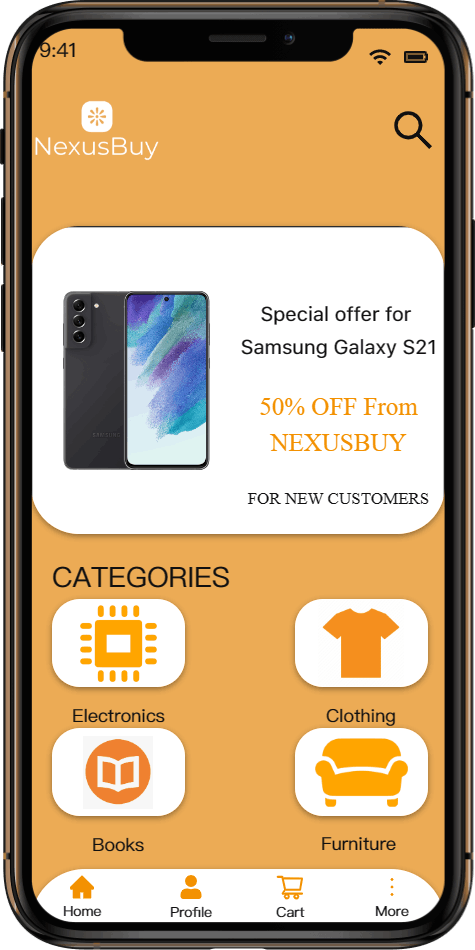 9:41
NexusBuy
Special offer for
Samsung Galaxy S21
50% OFF From
NEXUSBUY
FOR NEW CUSTOMERS
SAMSUNG
CATEGORIES
Electronics
Clothing
Books
Furniture
Home
Profile
Cart
More